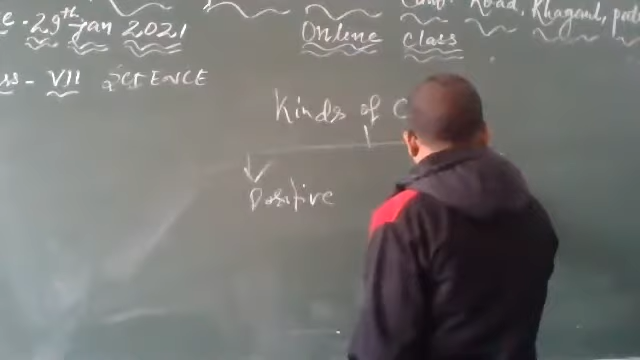 Road, Khagaul,
29th Jan 2021 Online class
VII SCIENCE
Kinds of C
Positive